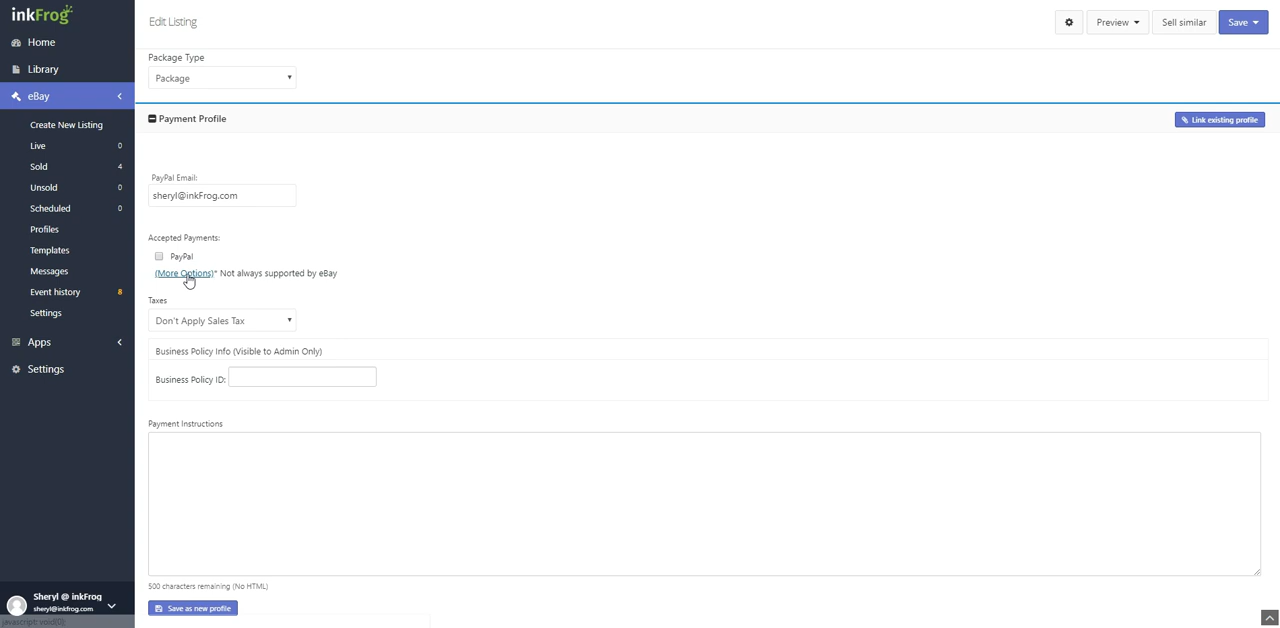 inkFrog
Edit Listing
Preview
Sell similar
Save
Home
Library
eBay
Create New Listing
Live 0
Sold 4
Unsold 0
Scheduled 0
Profiles
Templates
Messages
Event history 8
Settings
Apps
Settings
Sheryl @ inkFrog
sheryl@inkfrog.com
javascript: void(0);
Package Type
Package
Payment Profile
Link existing profile
PayPal Email:
sheryl@inkFrog.com
Accepted Payments:
PayPal
(More Options)* Not always supported by eBay
Taxes
Don't Apply Sales Tax
Business Policy Info (Visible to Admin Only)
Business Policy ID:
Payment Instructions
500 characters remaining (No HTML)
Save as new profile